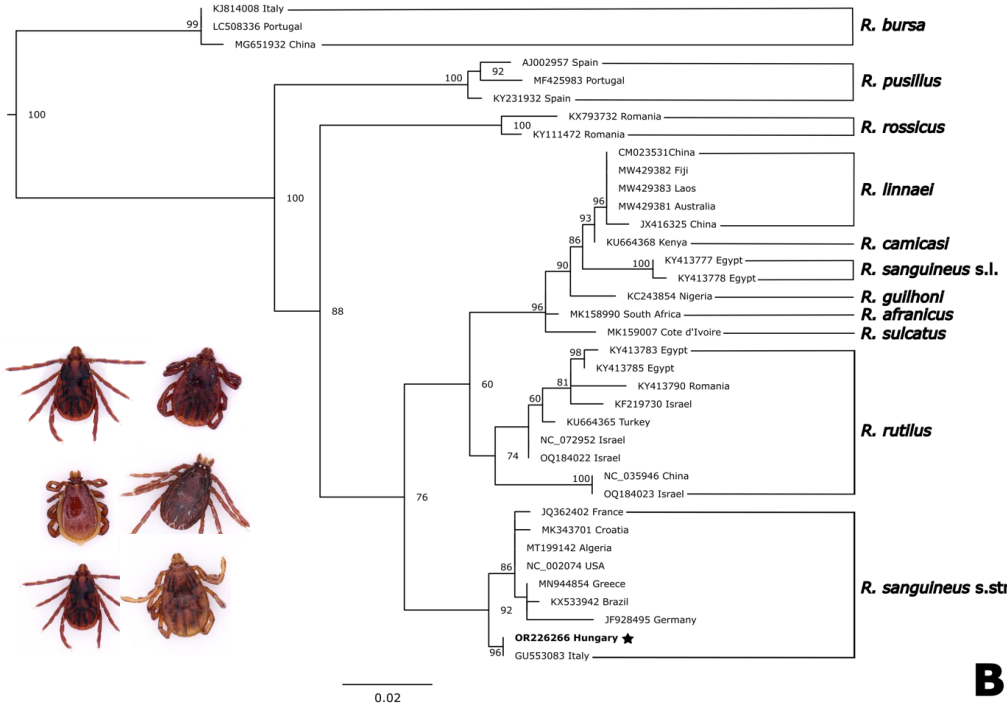 KJ814008 Italy
99
LC508336 Portugal
R. bursa
MG651932 China
AJ002957 Spain
92
100
MF425983 Portugal
R. pusillus
KY231932 Spain
100
KX793732 Romania
100
R. rossicus
KY111472 Romania
CM023531China
MW429382 Fiji
MW429383 Laos
R. linnaei
100
96
MW429381 Australia
93
JX416325 China
86
KU664368 Kenya
R. camicasi
90
100
KY413777 Egypt
R. sanguineus s.l.
KY413778 Egypt
KC243854 Nigeria
R. guilhoni
88
96
MK158990 South Africa
R. afranicus
MK159007 Cote d'Ivoire
R. sulcatus
98
KY413783 Egypt
KY413785 Egypt
60
81
KY413790 Romania
60
KF219730 Israel
KU664365 Turkey
R. rutilus
NC_072952 Israel
74
OQ184022 Israel
100
NC_035946 China
OQ184023 Israel
76
JQ362402 France
MK343701 Croatia
MT199142 Algeria
86
NC_002074 USA
MN944854 Greece
R. sanguineus s.str
92
KX533942 Brazil
JF928495 Germany
OR226266 Hungary ★
96
GU553083 Italy
0.02
B